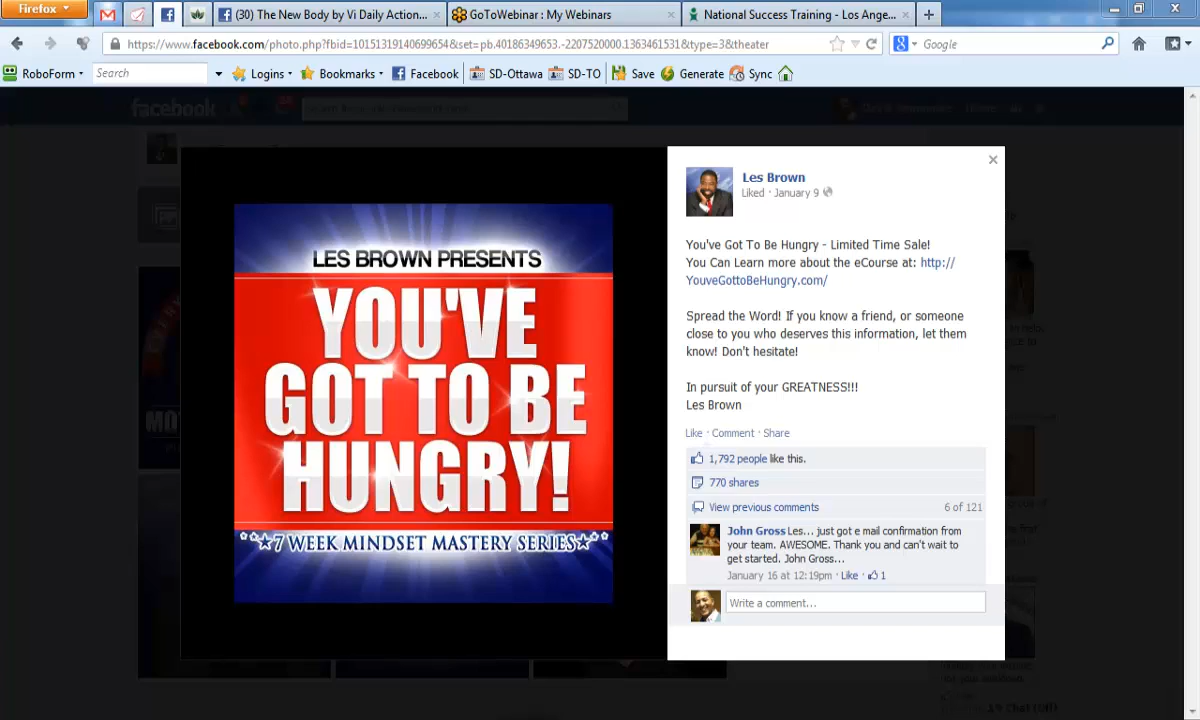 Firefox
(30) The New Body by Vi Daily Action...
GoToWebinar : My Webinars
National Success Training - Los Ange...
https://www.facebook.com/photo.php?fbid=10151319140699654&set=pb.40186349653.-2207520000.1363461531&type=3&theater
Google
RoboForm
Search
Logins
Bookmarks
Facebook
SD-Ottawa
SD-TO
Save
Generate
Sync
facebook
LES BROWN PRESENTS
YOU'VE
GOT TO BE
HUNGRY!
7 WEEK MINDSET MASTERY SERIES
Les Brown
Liked · January 9
You've Got To Be Hungry - Limited Time Sale!
You Can Learn more about the eCourse at: http://
YouveGottoBeHungry.com/
Spread the Word! If you know a friend, or someone
close to you who deserves this information, let them
know! Don't hesitate!
In pursuit of your GREATNESS!!!
Les Brown
Like · Comment · Share
1,792 people like this.
770 shares
View previous comments
6 of 121
John Gross Les... just got e mail confirmation from
your team. AWESOME. Thank you and can't wait to
get started. John Gross...
January 16 at 12:19pm · Like · 1
Write a comment...